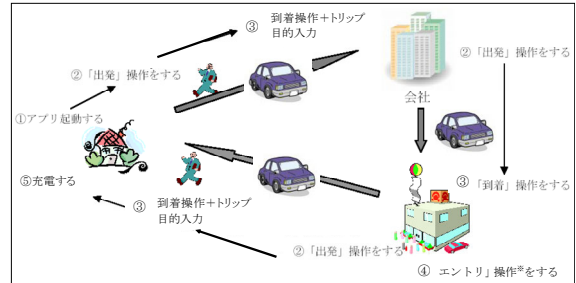 ③ 到着操作＋トリップ
目的入力
②「出発」操作をする
②「出発」操作をする
会社
①アプリ起動する
③「到着」操作をする
⑤充電する
③ 到着操作＋トリップ
目的入力
②「出発」操作をする
④ エントリ」操作※をする